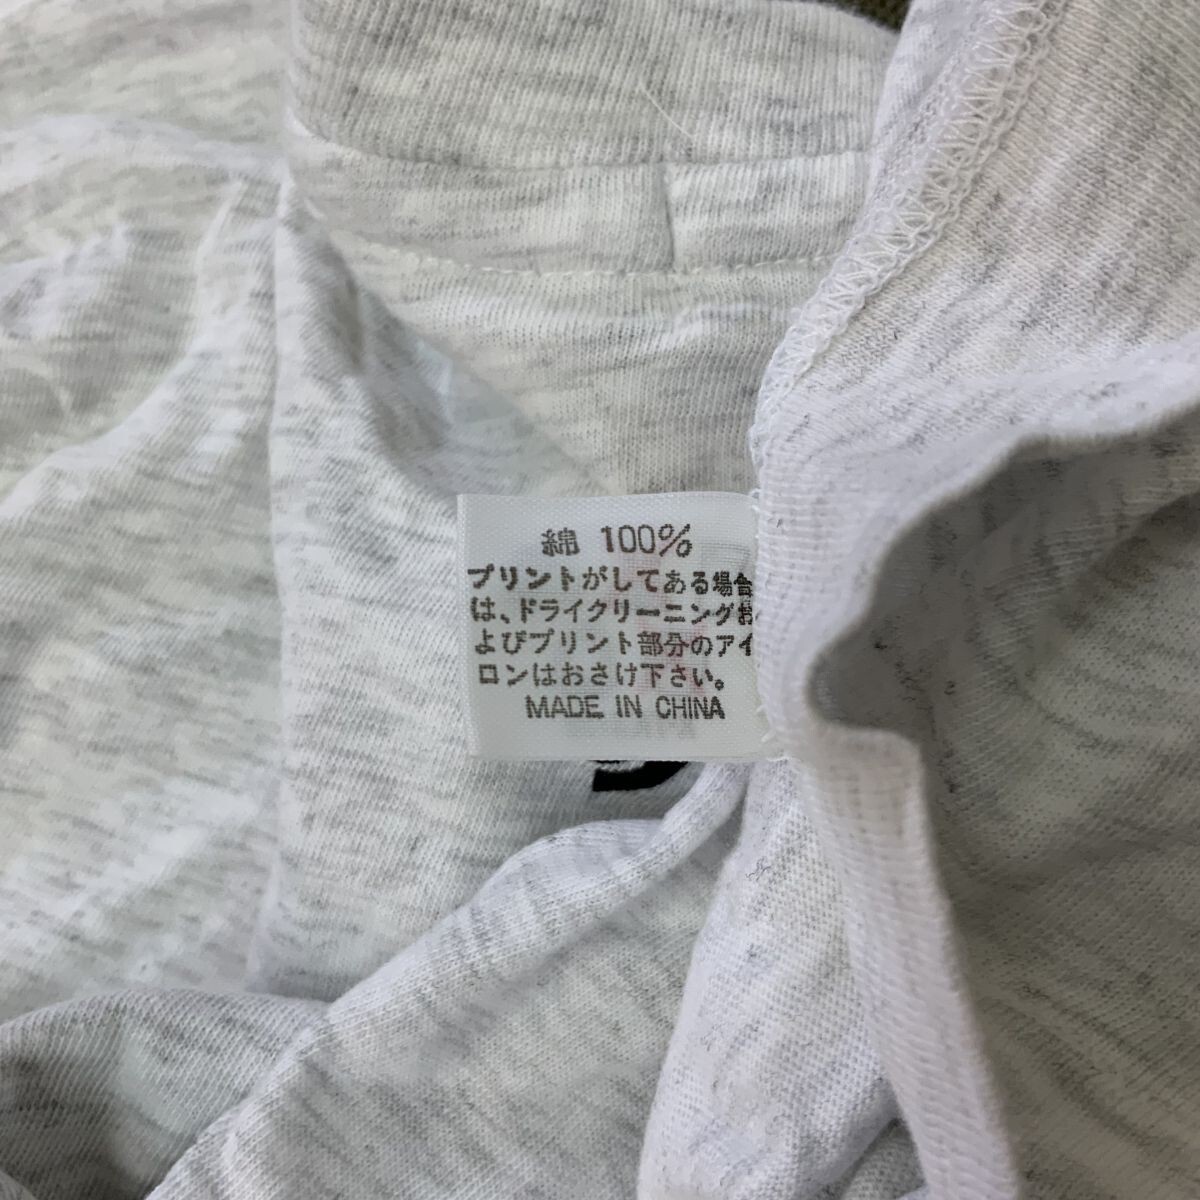 綿 100%
プリントがしてある場合
は、ドライクリーニングお
よびプリント部分のアイ
ロンはおさけ下さい。
MADE IN CHINA